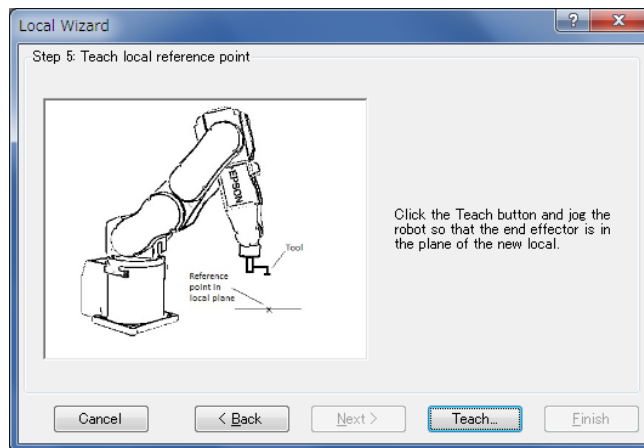 Local Wizard
Step 5: Teach local reference point
EPSON
Tool
Reference
point in
local plane
Click the Teach button and jog the
robot so that the end effector is in
the plane of the new local.
Cancel
< Back
Next >
Teach...
Finish